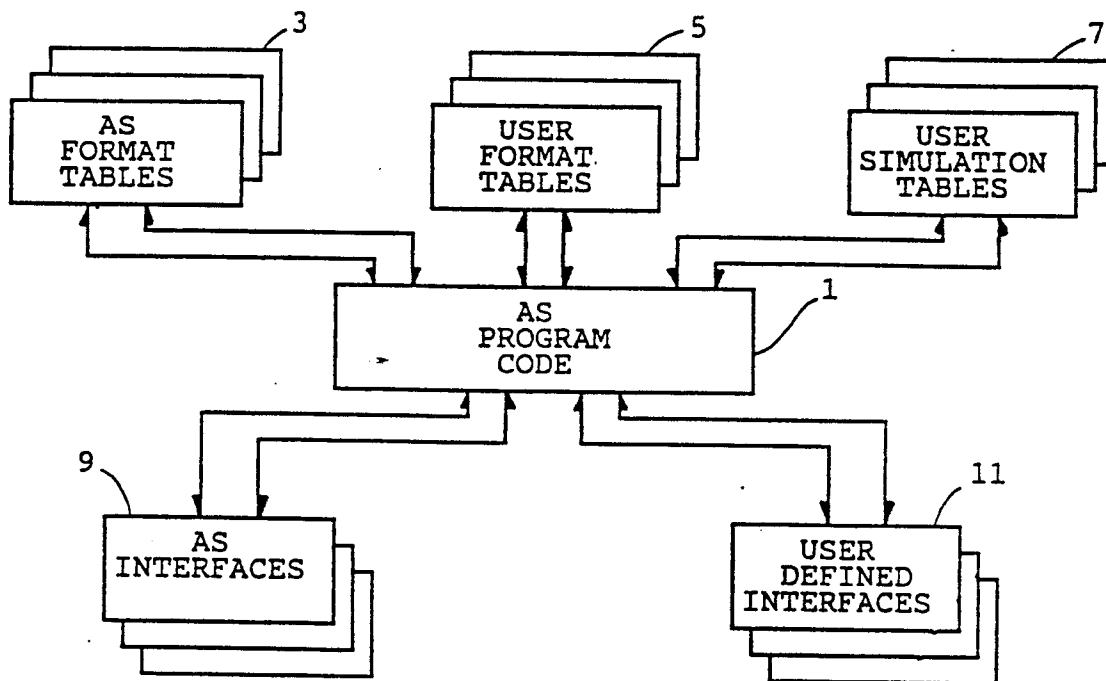 3
5
7
AS
FORMAT
TABLES
USER
FORMAT
TABLES
USER
SIMULATION
TABLES
1
AS
PROGRAM
CODE
9
11
AS
INTERFACES
USER
DEFINED
INTERFACES